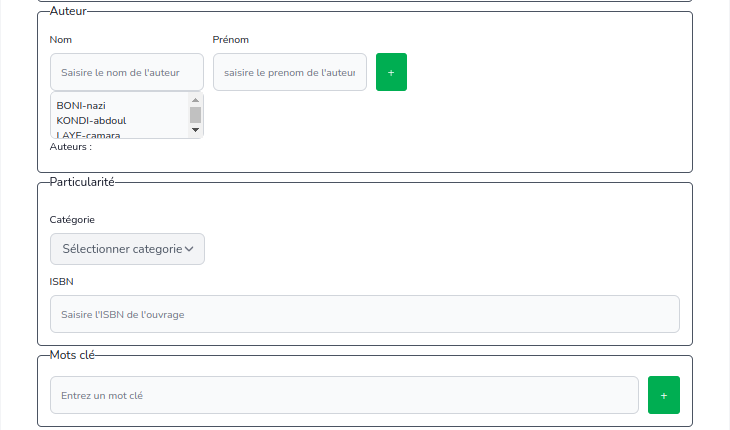 Auteur
Nom Prénom
Saisire le nom de l'auteur saisire le prenom de l'auteur +
BONI-nazi
KONDI-abdoul
LAYE-camara
Auteurs :
Particularité
Catégorie
Sélectionner categorie
ISBN
Saisire l'ISBN de l'ouvrage
Mots clé
Entrez un mot clé +